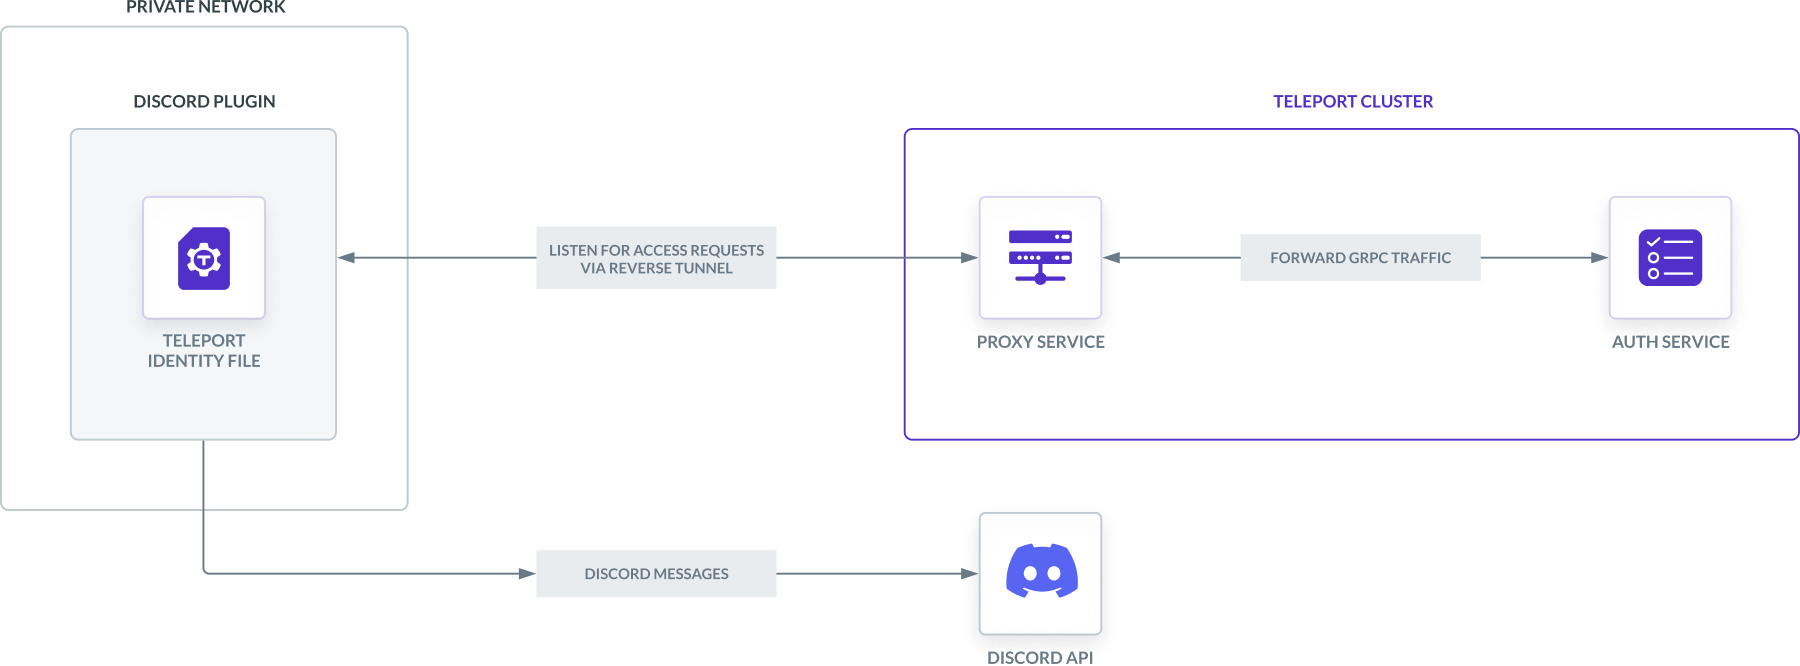 PRIVATE NETWORK
DISCORD PLUGIN
TELEPORT
IDENTITY FILE
LISTEN FOR ACCESS REQUESTS
VIA REVERSE TUNNEL
TELEPORT CLUSTER
PROXY SERVICE
FORWARD GRPC TRAFFIC
AUTH SERVICE
DISCORD MESSAGES
DISCORD API